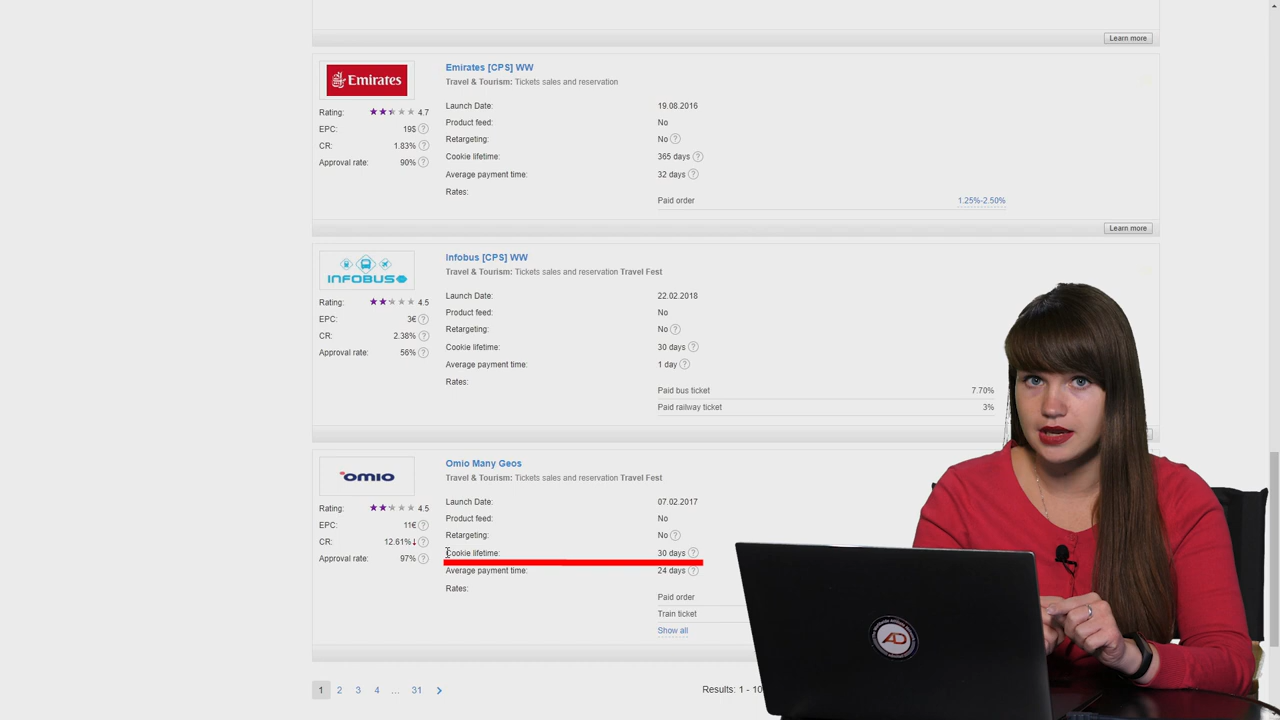 Learn more
Emirates
Emirates [CPS] WW
Travel & Tourism: Tickets sales and reservation
Rating: 4.7
EPC: 19$ ?
CR: 1.83% ?
Approval rate: 90% ?
Launch Date: 19.08.2016
Product feed: No
Retargeting: No ?
Cookie lifetime: 365 days ?
Average payment time: 32 days ?
Rates:
Paid order 1.25%-2.50%
Learn more
INFOBUS
Infobus [CPS] WW
Travel & Tourism: Tickets sales and reservation Travel Fest
Rating: 4.5
EPC: 3€ ?
CR: 2.38% ?
Approval rate: 56% ?
Launch Date: 22.02.2018
Product feed: No
Retargeting: No ?
Cookie lifetime: 30 days ?
Average payment time: 1 day ?
Rates:
Paid bus ticket 7.70%
Paid railway ticket 3%
omio
Omio Many Geos
Travel & Tourism: Tickets sales and reservation Travel Fest
Rating: 4.5
EPC: 11€ ?
CR: 12.61%↓ ?
Approval rate: 97% ?
Launch Date: 07.02.2017
Product feed: No
Retargeting: No ?
Cookie lifetime: 30 days ?
Average payment time: 24 days ?
Rates:
Paid order
Train ticket
Show all
1 2 3 4 ... 31 >
Results: 1 - 10